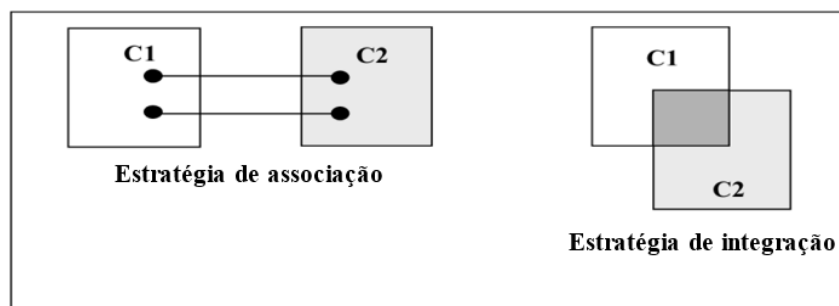 C1
C2
Estratégia de associação
C1
C2
Estratégia de integração